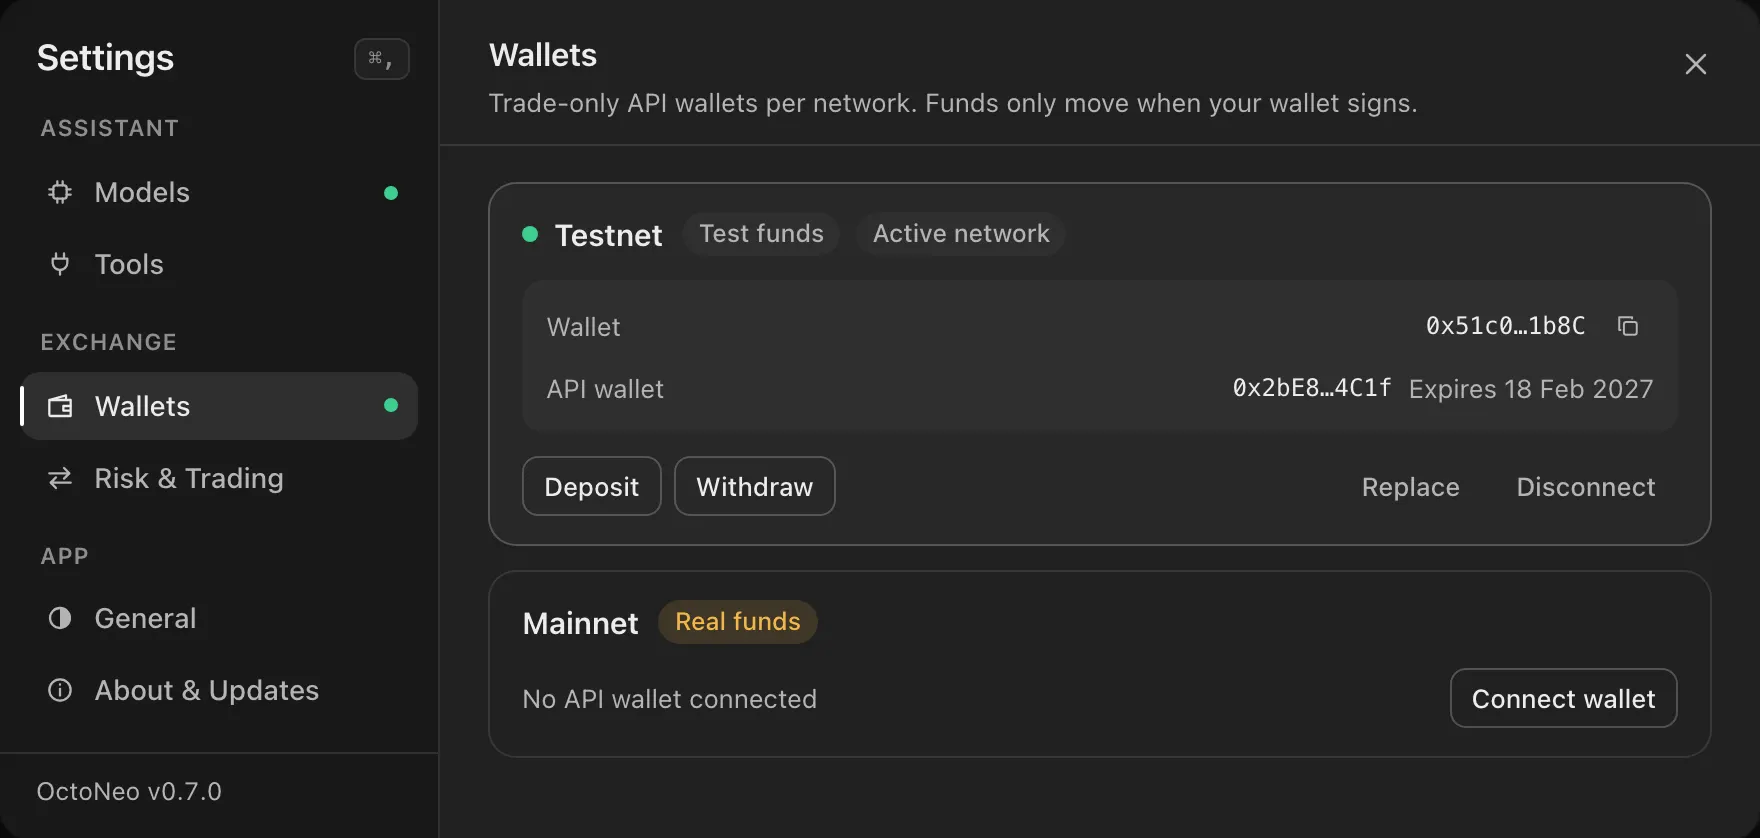 Settings
⌘,
ASSISTANT
Models
Tools
EXCHANGE
Wallets
Risk & Trading
APP
General
About & Updates
OctoNeo v0.7.0
Wallets
Trade-only API wallets per network. Funds only move when your wallet signs.
Testnet Test funds Active network
Wallet 0x51c0…1b8C
API wallet 0x2bE8…4C1f Expires 18 Feb 2027
Deposit Withdraw Replace Disconnect
Mainnet Real funds
No API wallet connected Connect wallet